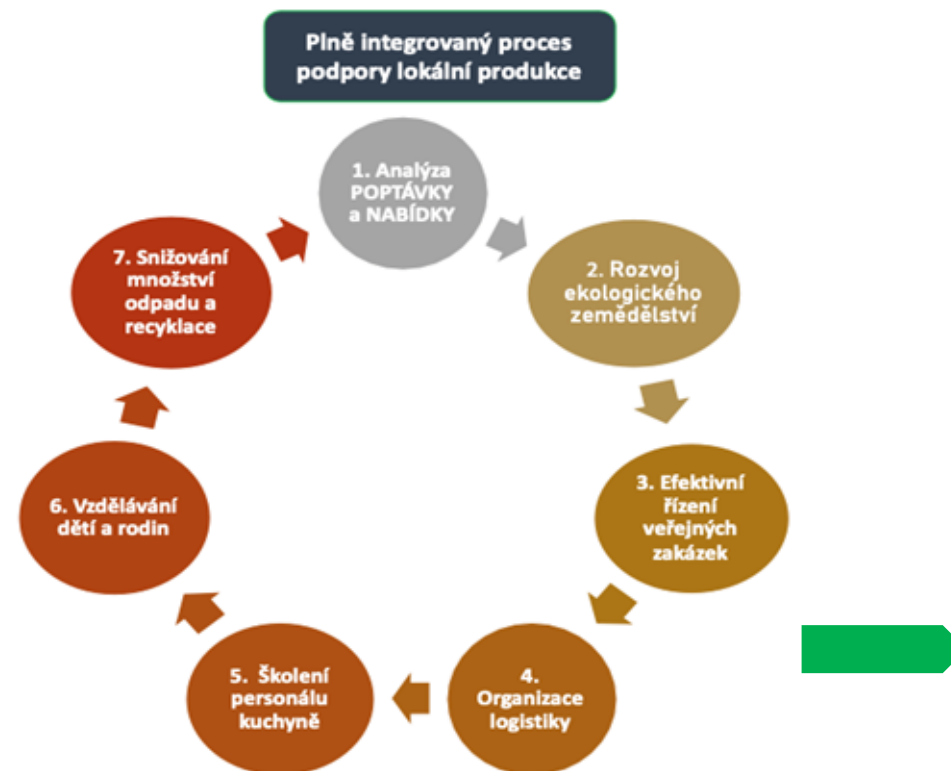 Plně integrovaný proces
podpory lokální produkce
1. Analýza
POPTÁVKY
a NABÍDKY
2. Rozvoj
ekologického
zemědělství
3. Efektivní
řízení
veřejných
zakázek
4.
Organizace
logistiky
5. Školení
personálu
kuchyně
6. Vzdělávání
dětí a rodin
7. Snižování
množství
odpadu a
recyklace